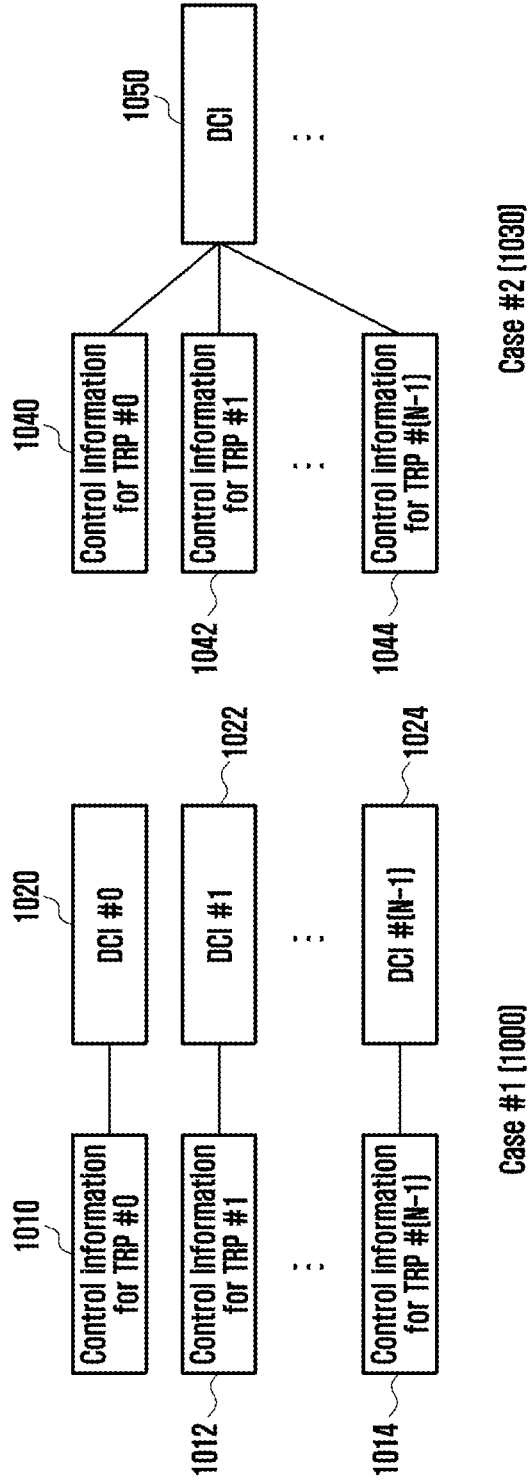 1010
Control information
for TRP #0
1020
DCI #0
1012
Control information
for TRP #1
DCI #1
1022
1014
Control information
for TRP #(N-1)
DCI #(N-1)
1024
Case #1 (1000)
1040
Control information
for TRP #0
1042
Control information
for TRP #1
1050
DCI
1044
Control information
for TRP #(N-1)
Case #2 (1030)